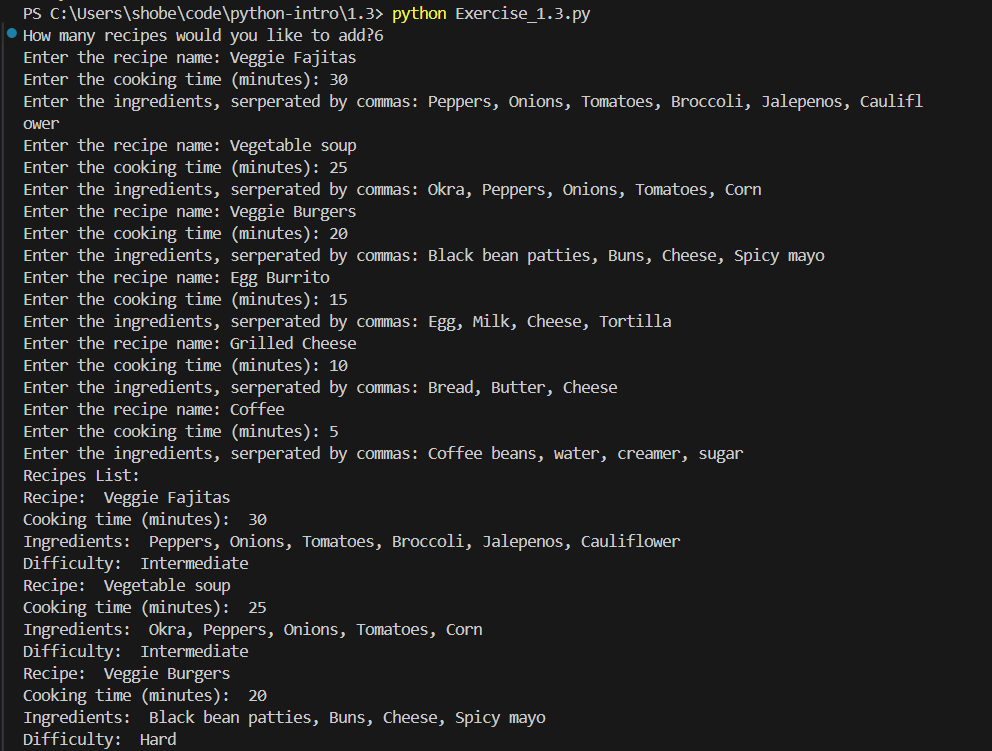 PS C:\Users\shobe\code\python-intro\1.3> python Exercise_1.3.py
How many recipes would you like to add?6
Enter the recipe name: Veggie Fajitas
Enter the cooking time (minutes): 30
Enter the ingredients, serperated by commas: Peppers, Onions, Tomatoes, Broccoli, Jalepenos, Caulifl
ower
Enter the recipe name: Vegetable soup
Enter the cooking time (minutes): 25
Enter the ingredients, serperated by commas: Okra, Peppers, Onions, Tomatoes, Corn
Enter the recipe name: Veggie Burgers
Enter the cooking time (minutes): 20
Enter the ingredients, serperated by commas: Black bean patties, Buns, Cheese, Spicy mayo
Enter the recipe name: Egg Burrito
Enter the cooking time (minutes): 15
Enter the ingredients, serperated by commas: Egg, Milk, Cheese, Tortilla
Enter the recipe name: Grilled Cheese
Enter the cooking time (minutes): 10
Enter the ingredients, serperated by commas: Bread, Butter, Cheese
Enter the recipe name: Coffee
Enter the cooking time (minutes): 5
Enter the ingredients, serperated by commas: Coffee beans, water, creamer, sugar
Recipes List:
Recipe:  Veggie Fajitas
Cooking time (minutes):  30
Ingredients:  Peppers, Onions, Tomatoes, Broccoli, Jalepenos, Cauliflower
Difficulty:  Intermediate
Recipe:  Vegetable soup
Cooking time (minutes):  25
Ingredients:  Okra, Peppers, Onions, Tomatoes, Corn
Difficulty:  Intermediate
Recipe:  Veggie Burgers
Cooking time (minutes):  20
Ingredients:  Black bean patties, Buns, Cheese, Spicy mayo
Difficulty:  Hard